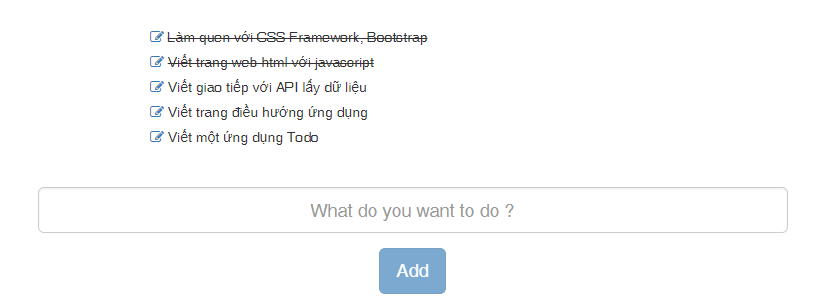 Làm quen với CSS Framework, Bootstrap
Viết trang web html với javascript
Viết giao tiếp với API lấy dữ liệu
Viết trang điều hướng ứng dụng
Viết một ứng dụng Todo
What do you want to do ?
Add